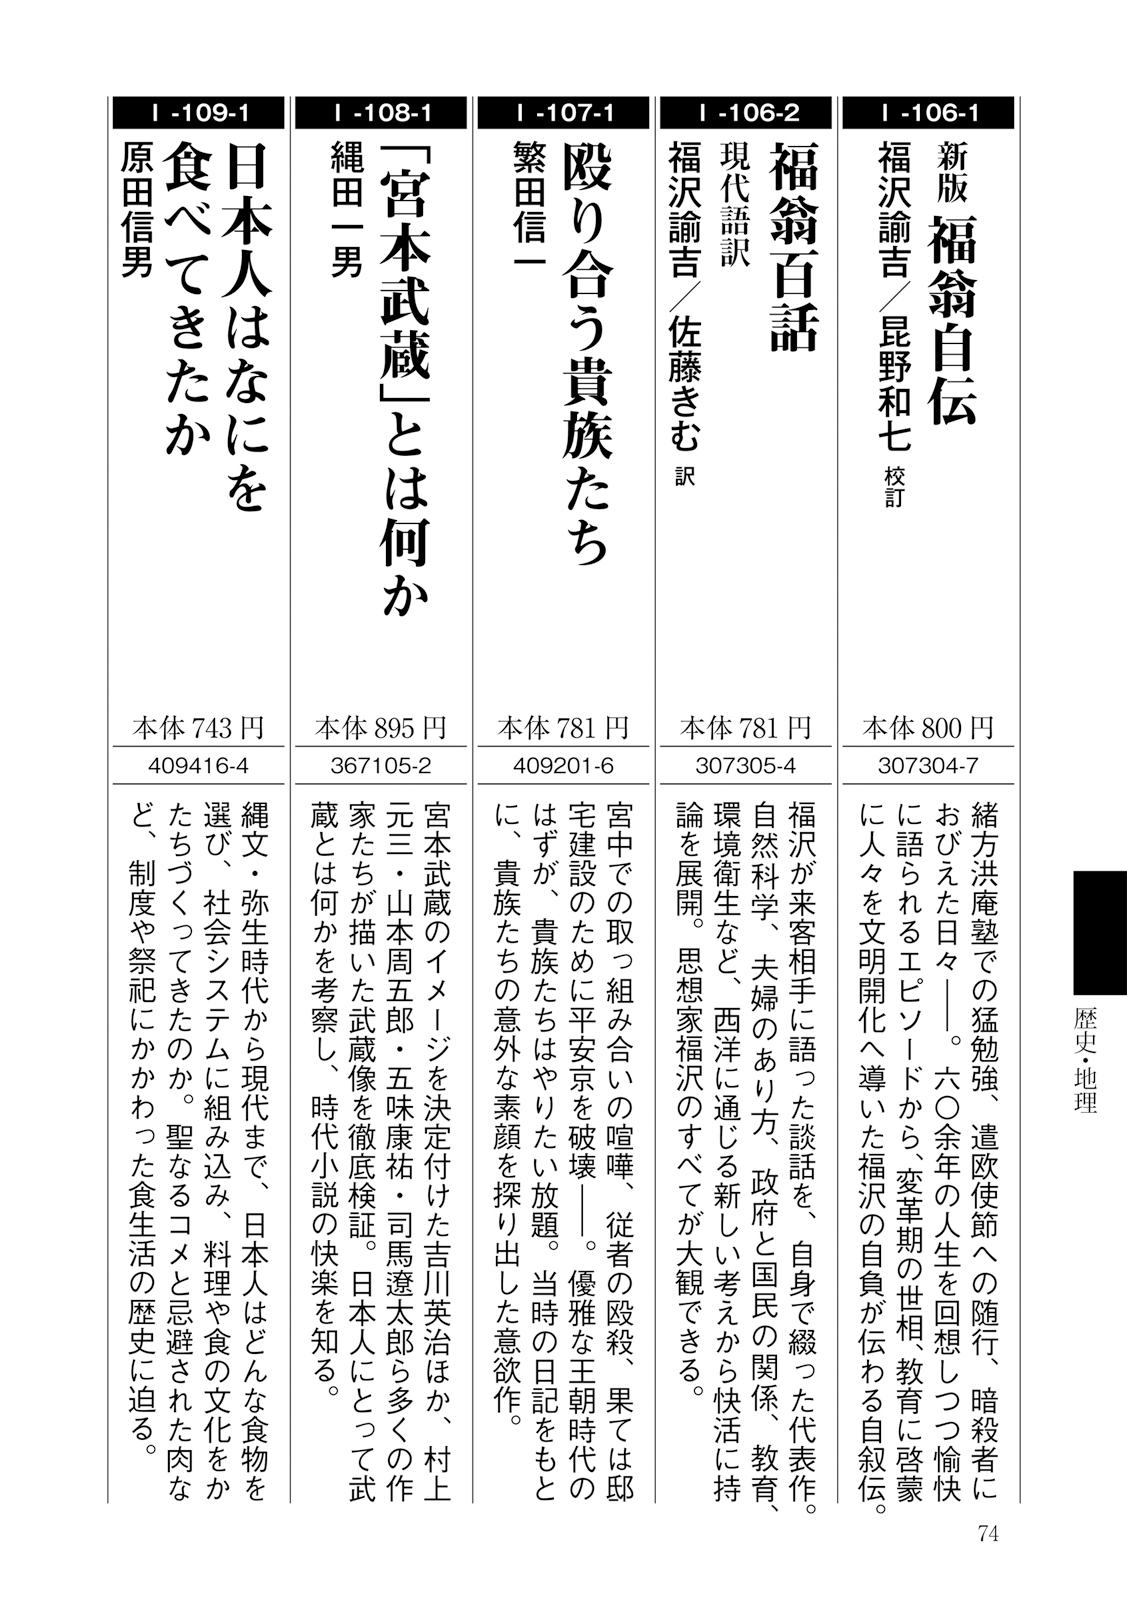 I-106-1
新版 福翁自伝
福沢諭吉／昆野和七 校訂
本体800円
307304-7
緒方洪庵塾での猛勉強、遣欧使節への随行、暗殺者に
おびえた日々――。六〇余年の人生を回想しつつ愉快
に語られるエピソードから、変革期の世相、教育に啓蒙
に人々を文明開化へ導いた福沢の自負が伝わる自叙伝。
I-106-2
福翁百話
現代語訳
福沢諭吉／佐藤きむ 訳
本体781円
307305-4
福沢が来客相手に語った談話を、自身で綴った代表作。
自然科学、夫婦のあり方、政府と国民の関係、教育、
環境衛生など、西洋に通じる新しい考えから快活に持
論を展開。思想家福沢のすべてが大観できる。
I-107-1
殴り合う貴族たち
繁田信一
本体781円
409201-6
宮中での取っ組み合いの喧嘩、従者の殴殺、果ては邸
宅建設のために平安京を破壊――。優雅な王朝時代の
はずが、貴族たちはやりたい放題。当時の日記をもと
に、貴族たちの意外な素顔を探り出した意欲作。
I-108-1
「宮本武蔵」とは何か
縄田一男
本体895円
367105-2
宮本武蔵のイメージを決定付けた吉川英治ほか、村上
元三・山本周五郎・五味康祐・司馬遼太郎ら多くの作
家たちが描いた武蔵像を徹底検証。日本人にとって武
蔵とは何かを考察し、時代小説の快楽を知る。
I-109-1
日本人はなにを
食べてきたか
原田信男
本体743円
409416-4
縄文・弥生時代から現代まで、日本人はどんな食物を
選び、社会システムに組み込み、料理や食の文化をか
たちづくってきたのか。聖なるコメと忌避された肉な
ど、制度や祭祀にかかわった食生活の歴史に迫る。
歴史・地理
74